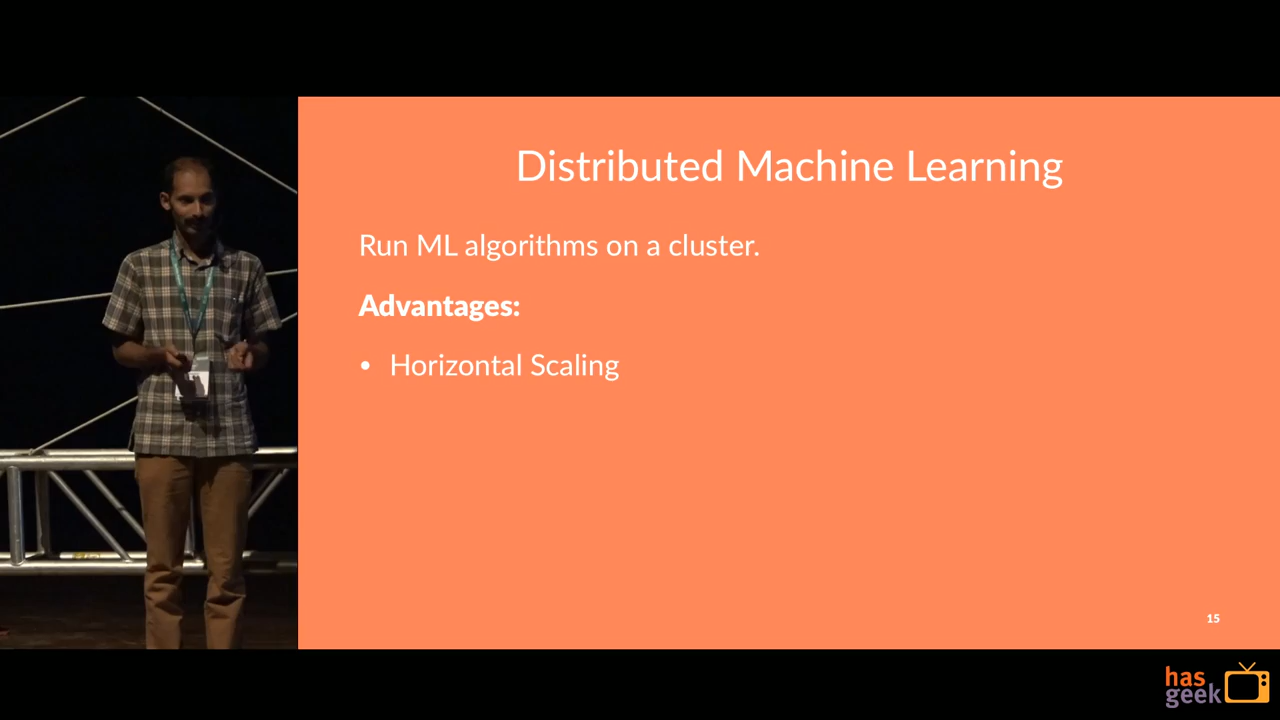 Distributed Machine Learning
Run ML algorithms on a cluster.
Advantages:
• Horizontal Scaling
15
has
geek